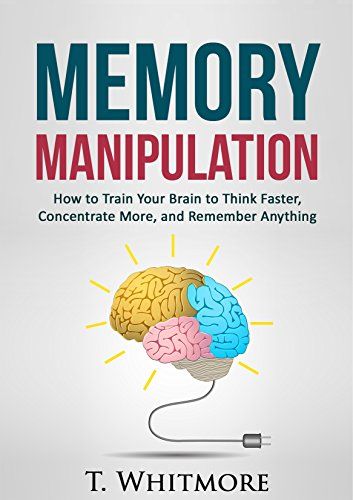 MEMORY
MANIPULATION
How to Train Your Brain to Think Faster,
Concentrate More, and Remember Anything
T. WHITMORE